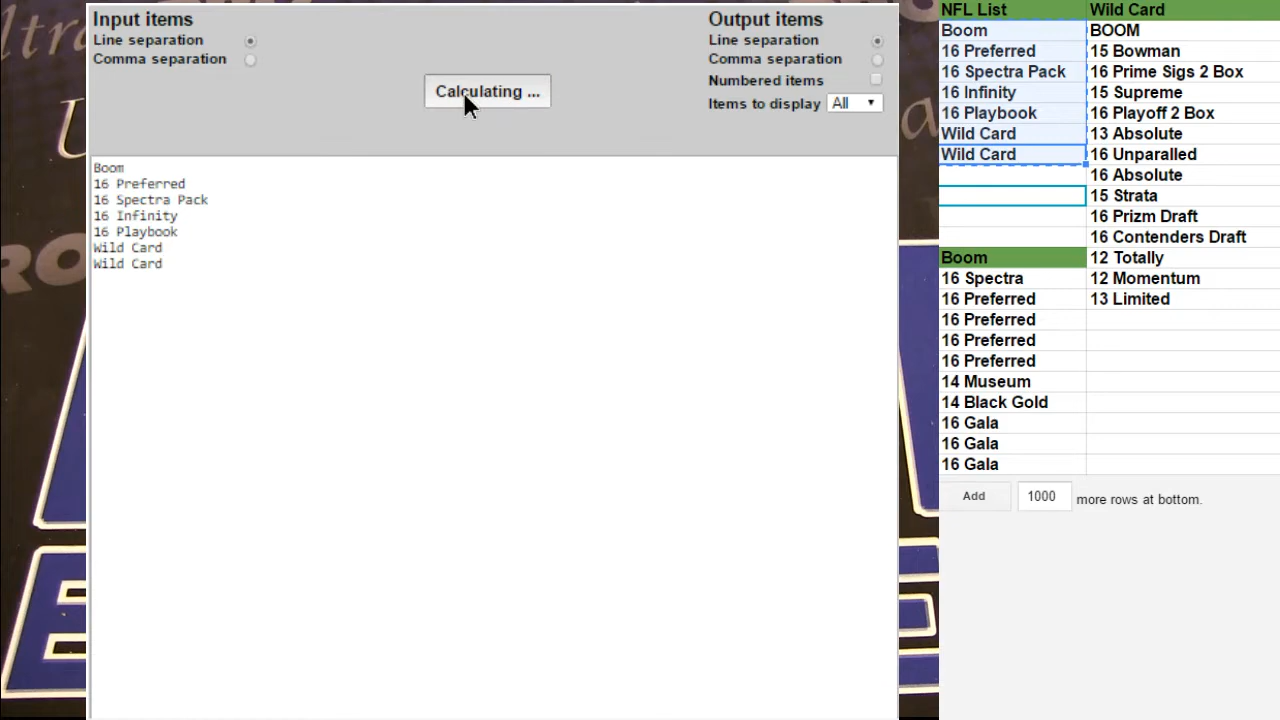 Input items
Line separation
Comma separation
Calculating ...
Output items
Line separation
Comma separation
Numbered items
Items to display All
Boom
16 Preferred
16 Spectra Pack
16 Infinity
16 Playbook
Wild Card
Wild Card
NFL List
Boom
16 Preferred
16 Spectra Pack
16 Infinity
16 Playbook
Wild Card
Wild Card
Boom
16 Spectra
16 Preferred
16 Preferred
16 Preferred
16 Preferred
14 Museum
14 Black Gold
16 Gala
16 Gala
16 Gala
Wild Card
BOOM
15 Bowman
16 Prime Sigs 2 Box
15 Supreme
16 Playoff 2 Box
13 Absolute
16 Unparalled
16 Absolute
15 Strata
16 Prizm Draft
16 Contenders Draft
12 Totally
12 Momentum
13 Limited
Add 1000 more rows at bottom.